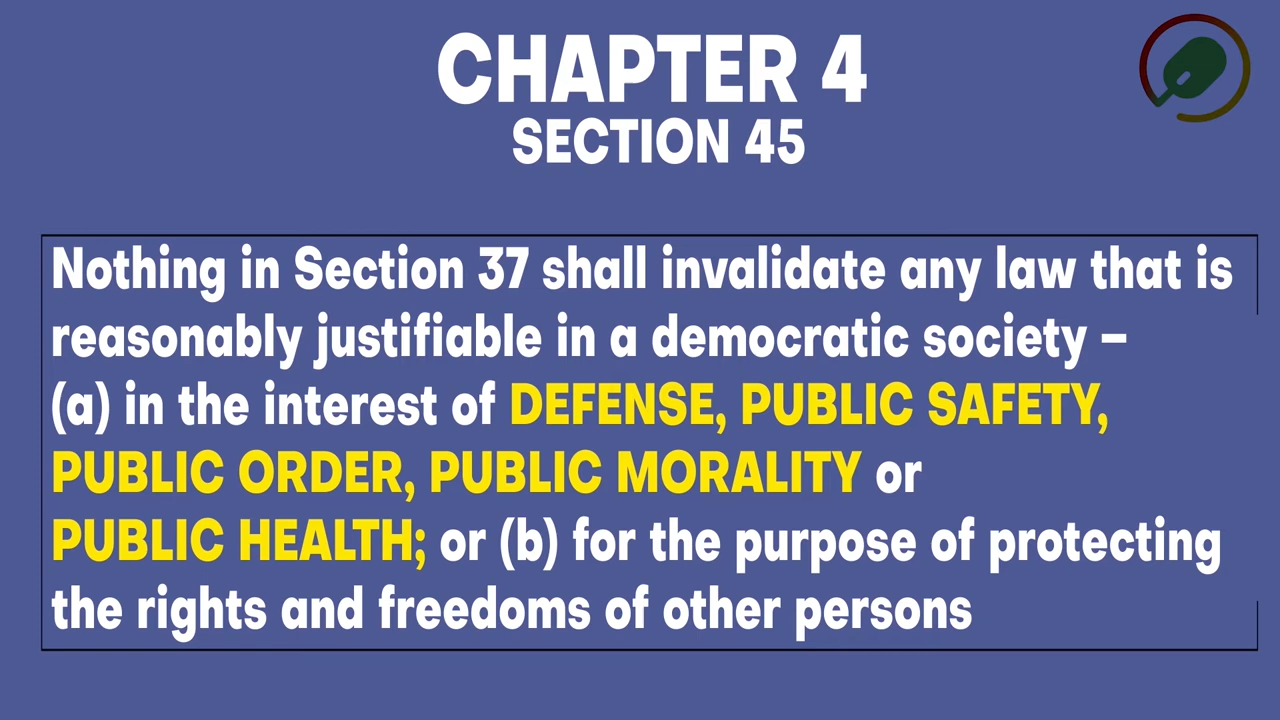 CHAPTER 4
SECTION 45
Nothing in Section 37 shall invalidate any law that is
reasonably justifiable in a democratic society –
(a) in the interest of DEFENSE, PUBLIC SAFETY,
PUBLIC ORDER, PUBLIC MORALITY or
PUBLIC HEALTH; or (b) for the purpose of protecting
the rights and freedoms of other persons